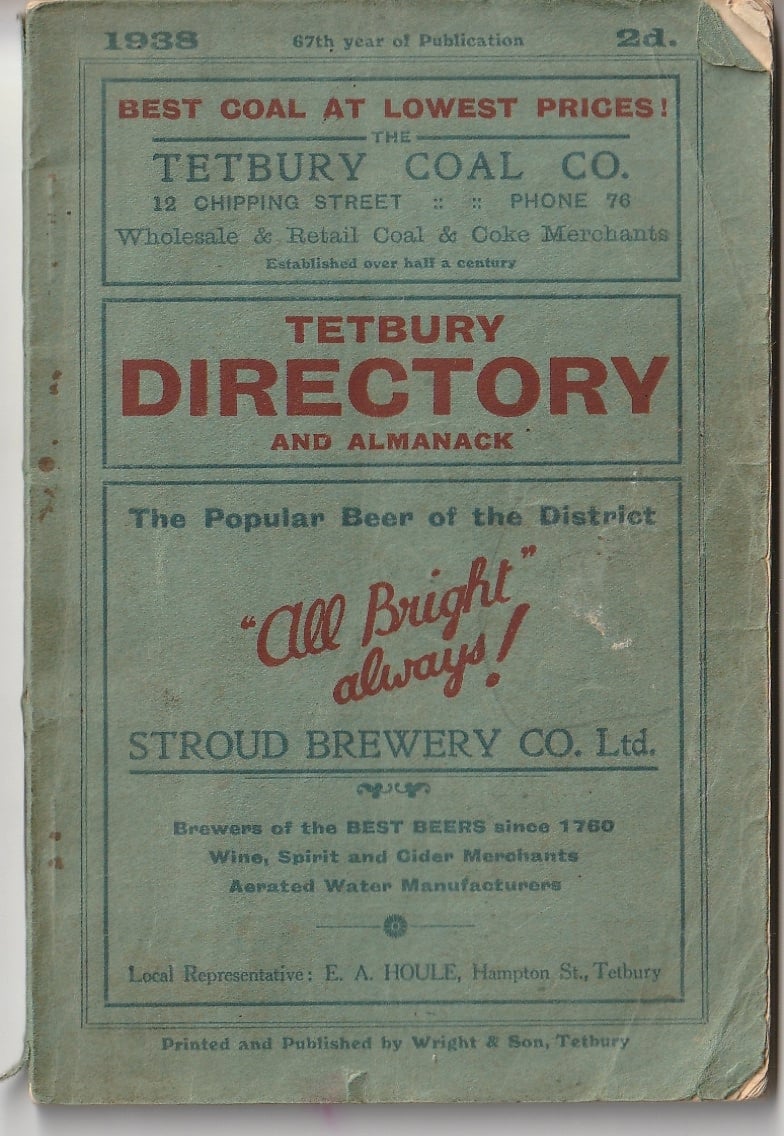 1938 67th year of Publication 2d.
BEST COAL AT LOWEST PRICES!
THE
TETBURY COAL CO.
12 CHIPPING STREET :: :: PHONE 76
Wholesale & Retail Coal & Coke Merchants
Established over half a century
TETBURY
DIRECTORY
AND ALMANACK
The Popular Beer of the District
"All Bright"
always!
STROUD BREWERY CO. Ltd.
Brewers of the BEST BEERS since 1760
Wine, Spirit and Cider Merchants
Aerated Water Manufacturers
Local Representative: E. A. HOULE, Hampton St., Tetbury
Printed and Published by Wright & Son, Tetbury